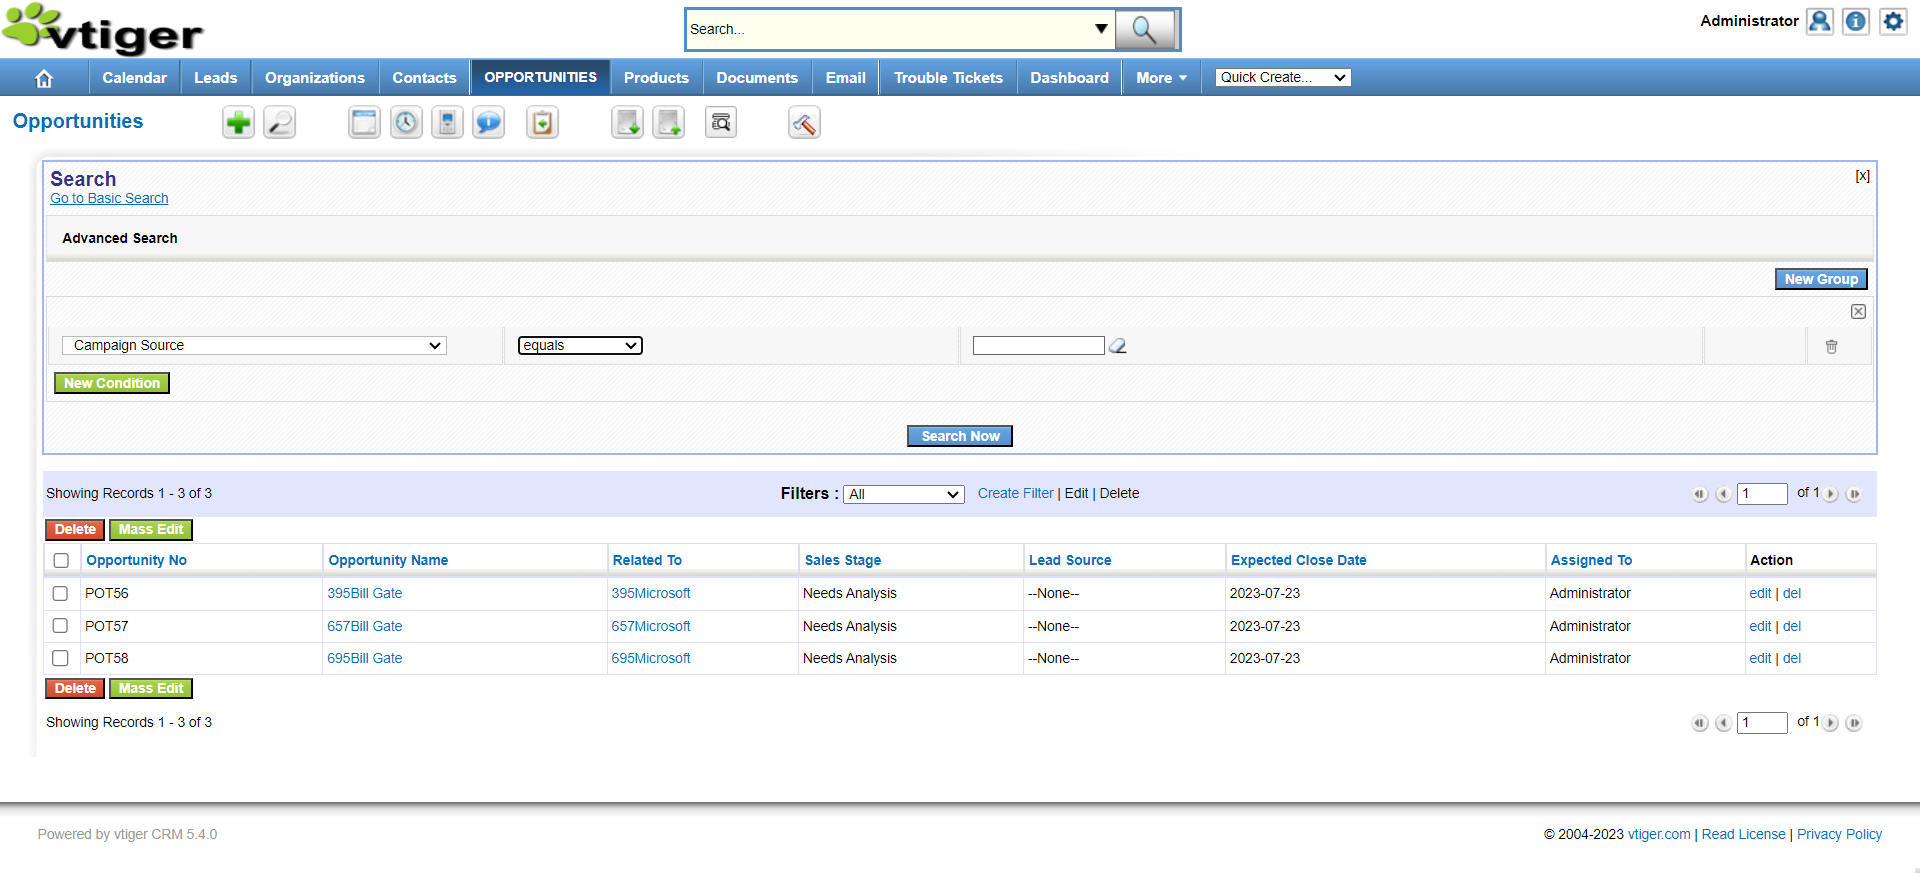 vtiger
Search...
Administrator
Calendar
Leads
Organizations
Contacts
OPPORTUNITIES
Products
Documents
Email
Trouble Tickets
Dashboard
More
Quick Create...
Opportunities
Search
[x]
Go to Basic Search
Advanced Search
New Group
Campaign Source
equals
New Condition
Search Now
Showing Records 1 - 3 of 3
Filters : All
Create Filter | Edit | Delete
1 of 1
Delete Mass Edit
Opportunity No Opportunity Name Related To Sales Stage Lead Source Expected Close Date Assigned To Action
POT56 395Bill Gate 395Microsoft Needs Analysis --None-- 2023-07-23 Administrator edit | del
POT57 657Bill Gate 657Microsoft Needs Analysis --None-- 2023-07-23 Administrator edit | del
POT58 695Bill Gate 695Microsoft Needs Analysis --None-- 2023-07-23 Administrator edit | del
Delete Mass Edit
Showing Records 1 - 3 of 3
1 of 1
Powered by vtiger CRM 5.4.0
© 2004-2023 vtiger.com | Read License | Privacy Policy